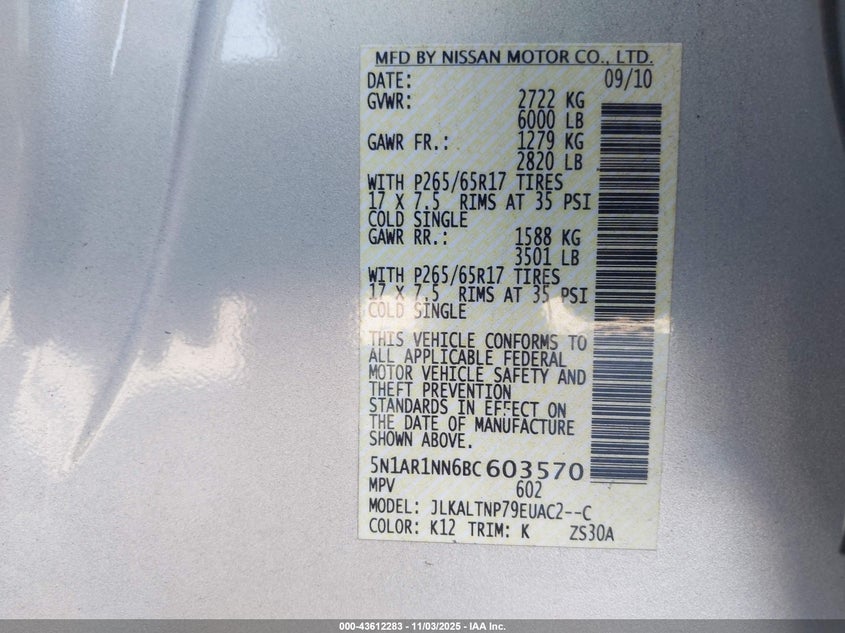 MFD BY NISSAN MOTOR CO., LTD.
DATE: 09/10
GVWR: 2722 KG
6000 LB
GAWR FR.: 1279 KG
2820 LB
WITH P265/65R17 TIRES
17 X 7.5 RIMS AT 35 PSI
COLD SINGLE
GAWR RR.: 1588 KG
3501 LB
WITH P265/65R17 TIRES
17 X 7.5 RIMS AT 35 PSI
COLD SINGLE
THIS VEHICLE CONFORMS TO
ALL APPLICABLE FEDERAL
MOTOR VEHICLE SAFETY AND
THEFT PREVENTION
STANDARDS IN EFFECT ON
THE DATE OF MANUFACTURE
SHOWN ABOVE.
5N1AR1NN6BC603570
MPV 602
MODEL: JLKALTNP79EUAC2--C
COLOR: K12 TRIM: K ZS30A
000-43612283 - 11/03/2025 - IAA Inc.